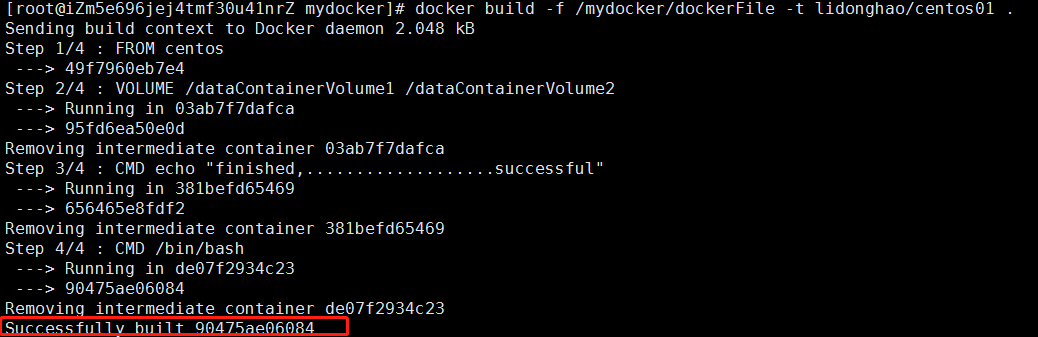 [root@iZm5e696jej4tmf30u41nrZ mydocker]# docker build -f /mydocker/dockerFile -t lidonghao/centos01 .
Sending build context to Docker daemon 2.048 kB
Step 1/4 : FROM centos
 ---> 49f7960eb7e4
Step 2/4 : VOLUME /dataContainerVolume1 /dataContainerVolume2
 ---> Running in 03ab7f7dafca
 ---> 95fd6ea50e0d
Removing intermediate container 03ab7f7dafca
Step 3/4 : CMD echo "finished,...................successful"
 ---> Running in 381befd65469
 ---> 656465e8fdf2
Removing intermediate container 381befd65469
Step 4/4 : CMD /bin/bash
 ---> Running in de07f2934c23
 ---> 90475ae06084
Removing intermediate container de07f2934c23
Successfully built 90475ae06084